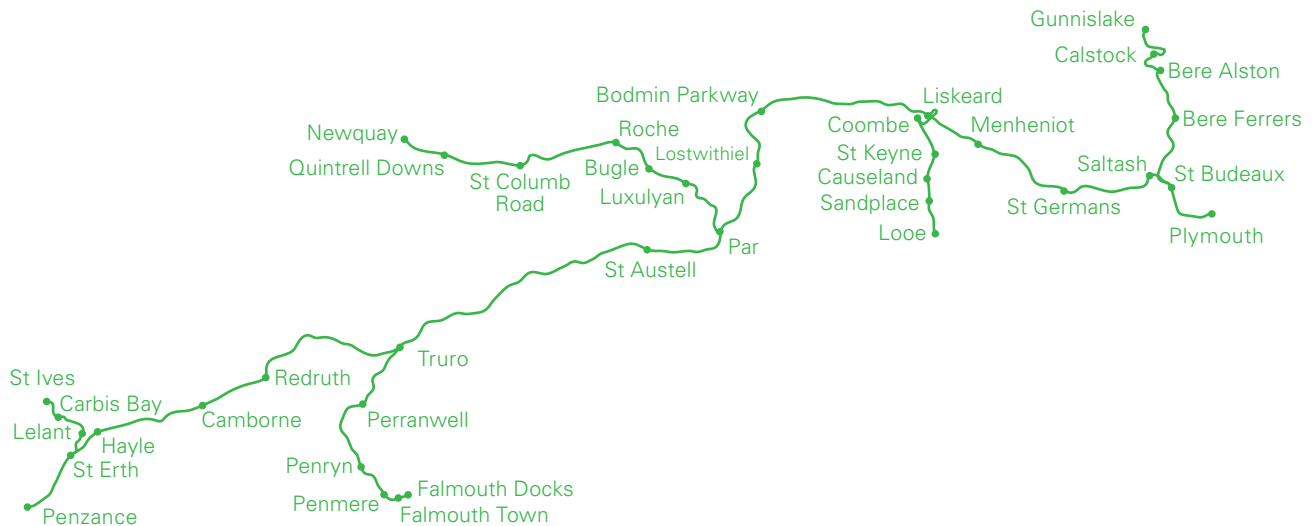 Gunnislake
Calstock
Bere Alston
Bodmin Parkway
Liskeard
Bere Ferrers
Newquay
Roche
Coombe
Menheniot
Quintrell Downs
Lostwithiel
St Keyne
Saltash
Bugle
Causeland
St Budeaux
St Columb
Road
Luxulyan
Sandplace
St Germans
Looe
Plymouth
Par
St Austell
Truro
St Ives
Redruth
Carbis Bay
Camborne
Perranwell
Lelant
Hayle
St Erth
Penryn
Falmouth Docks
Penmere
Falmouth Town
Penzance